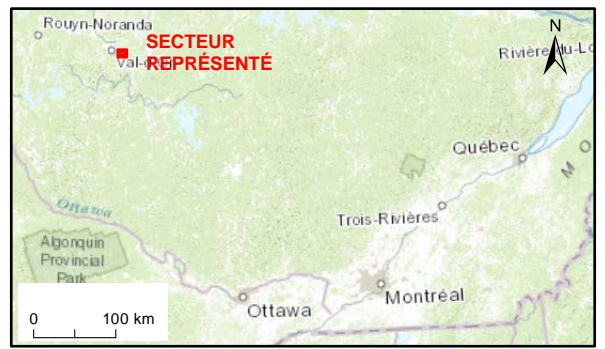 Rouyn-Noranda
N
SECTEUR
REPRÉSENTÉ
Rivière-du-Lo
Québec
M O
Trois-Rivières
Ottawa
Algonquin
Provincial
Park
Ottawa
Montréal
0 100 km